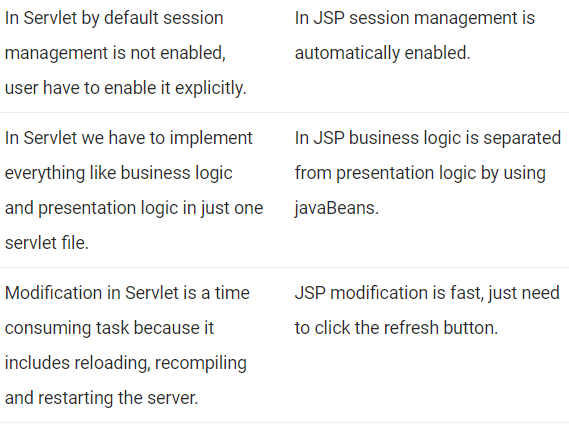 In Servlet by default session
management is not enabled,
user have to enable it explicitly.
In JSP session management is
automatically enabled.
In Servlet we have to implement
everything like business logic
and presentation logic in just one
servlet file.
In JSP business logic is separated
from presentation logic by using
javaBeans.
Modification in Servlet is a time
consuming task because it
includes reloading, recompiling
and restarting the server.
JSP modification is fast, just need
to click the refresh button.